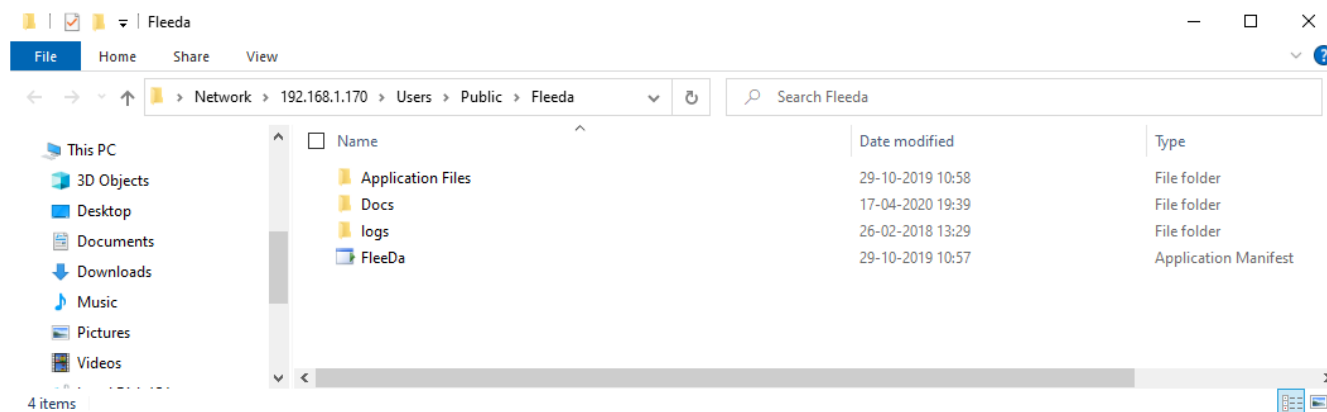 Fleeda
File Home Share View
Network > 192.168.1.170 > Users > Public > Fleeda Search Fleeda
This PC
3D Objects
Desktop
Documents
Downloads
Music
Pictures
Videos
Name Date modified Type
Application Files 29-10-2019 10:58 File folder
Docs 17-04-2020 19:39 File folder
logs 26-02-2018 13:29 File folder
FleeDa 29-10-2019 10:57 Application Manifest
4 items